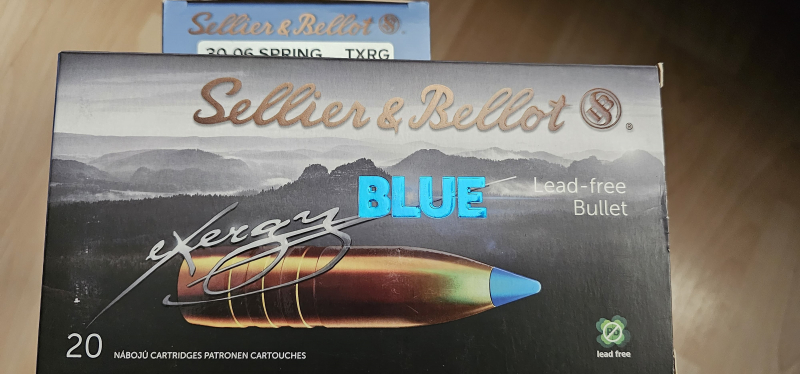 Sellier & Bellot
30-06 SPRING. TXRG
Sellier & Bellot SB ®
exergy BLUE
Lead-free
Bullet
20 NÁBOJŮ CARTRIDGES PATRONEN CARTOUCHES
lead free